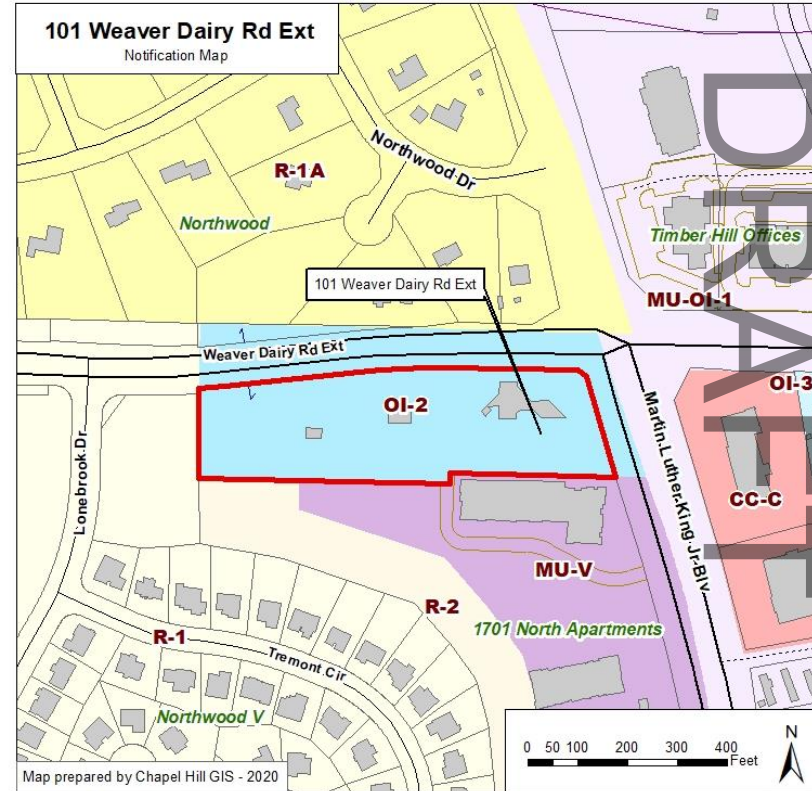 101 Weaver Dairy Rd Ext
Notification Map
Northwood Dr
R-1A
Northwood
Timber Hill Offices
101 Weaver Dairy Rd Ext
MU-OI-1
DRAFT
Weaver Dairy Rd Ext
OI-3
OI-2
Martin Luther King Jr Blv
Lonebrook Dr
CC-C
MU-V
R-2
1701 North Apartments
R-1
Tremont Cir
Northwood V
0 50 100 200 300 400
Feet
N
Map prepared by Chapel Hill GIS - 2020